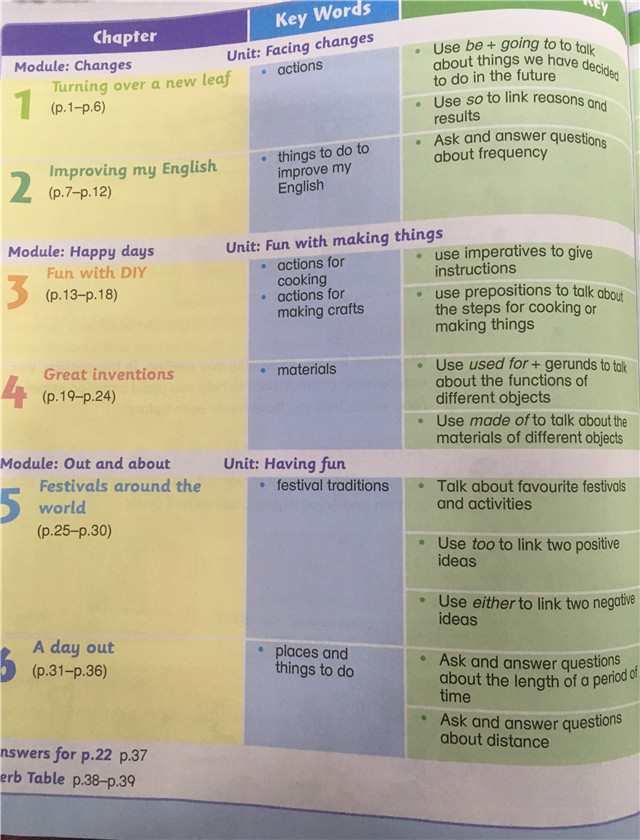 Chapter
Key Words
Key
Module: Changes
Unit: Facing changes
1
Turning over a new leaf
(p.1–p.6)
• actions
• Use be + going to to talk
about things we have decided
to do in the future
• Use so to link reasons and
results
2
Improving my English
(p.7–p.12)
• things to do to
improve my
English
• Ask and answer questions
about frequency
Module: Happy days
Unit: Fun with making things
3
Fun with DIY
(p.13–p.18)
• actions for
cooking
• actions for
making crafts
• use imperatives to give
instructions
• use prepositions to talk about
the steps for cooking or
making things
4
Great inventions
(p.19–p.24)
• materials
• Use used for + gerunds to talk
about the functions of
different objects
• Use made of to talk about the
materials of different objects
Module: Out and about
Unit: Having fun
5
Festivals around the
world
(p.25–p.30)
• festival traditions
• Talk about favourite festivals
and activities
• Use too to link two positive
ideas
• Use either to link two negative
ideas
6
A day out
(p.31–p.36)
• places and
things to do
• Ask and answer questions
about the length of a period of
time
• Ask and answer questions
about distance
nswers for p.22 p.37
erb Table p.38–p.39